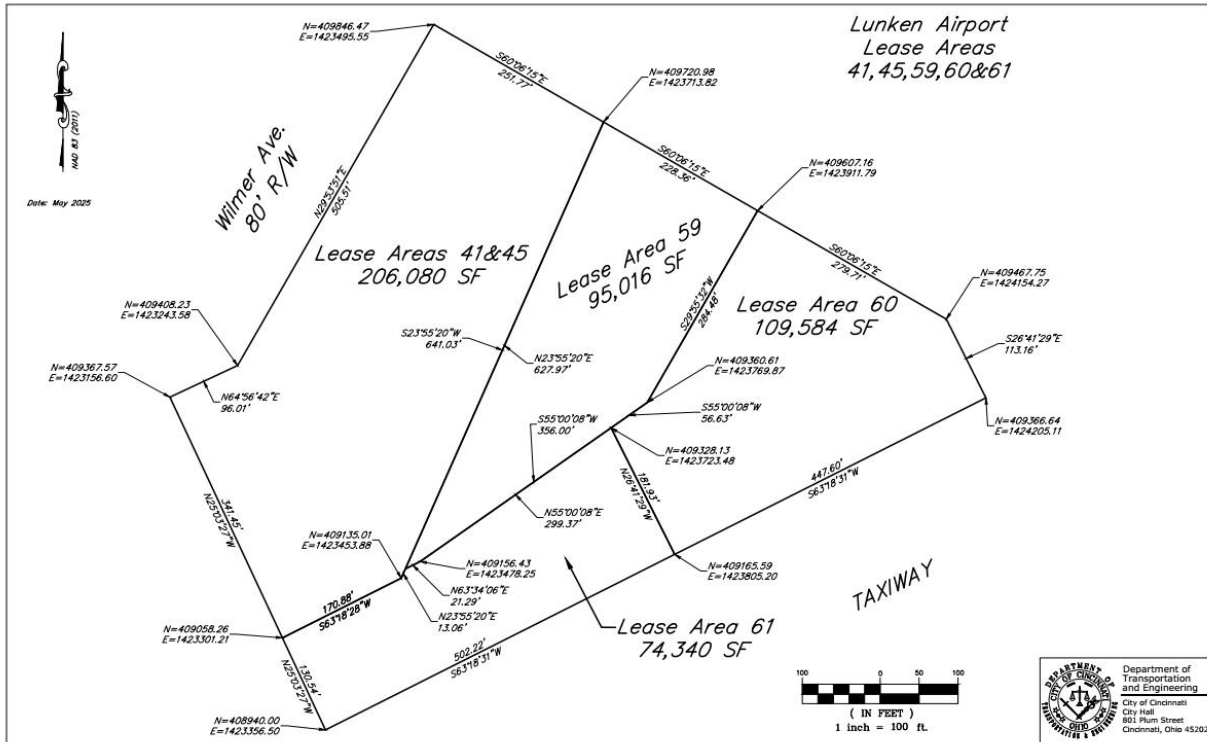 Lunken Airport
Lease Areas
41,45,59,60&61
NAD 83 (2011)
Date: May 2025
N=409846.47
E=1423495.55
S60°06'15"E
251.77'
N=409720.98
E=1423713.82
S60°06'15"E
228.36'
N=409607.16
E=1423911.79
S60°06'15"E
279.71'
N=409467.75
E=1424154.27
S26°41'29"E
113.16'
N=409366.64
E=1424205.11
Wilmer Ave.
80' R/W
N29°53'51"E
505.51'
Lease Areas 41&45
206,080 SF
Lease Area 59
95,016 SF
S29°55'32"W
284.48'
Lease Area 60
109,584 SF
N=409408.23
E=1423243.58
N=409367.57
E=1423156.60
N64°56'42"E
96.01'
S23°55'20"W
641.03'
N23°55'20"E
627.97'
N=409360.61
E=1423769.87
S55°00'08"W
56.63'
S55°00'08"W
356.00'
N=409328.13
E=1423723.48
N55°00'08"E
299.37'
181.93'
N26°41'29"W
447.60'
S63°18'31"W
341.45'
N25°03'27"W
N=409135.01
E=1423453.88
N=409156.43
E=1423478.25
N63°34'06"E
21.29'
N23°55'20"E
13.06'
N=409165.59
E=1423805.20
170.88'
S63°18'28"W
N=409058.26
E=1423301.21
130.54'
N25°03'27"W
502.22'
S63°18'31"W
N=408940.00
E=1423356.50
Lease Area 61
74,340 SF
TAXIWAY
100 0 50 100
( IN FEET )
1 inch = 100 ft.
DEPARTMENT OF
TRANSPORTATION & ENGINEERING
CITY OF CINCINNATI
OHIO
Department of
Transportation
and Engineering
City of Cincinnati
City Hall
801 Plum Street
Cincinnati, Ohio 45202